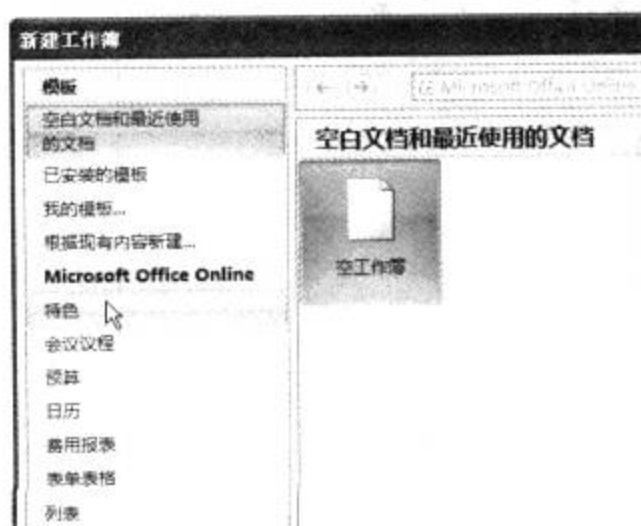 新建工作簿
模板
空白文档和最近使用
的文档
已安装的模板
我的模板...
根据现有内容新建...
Microsoft Office Online
特色
会议议程
预算
日历
费用报表
表单表格
列表
Microsoft Office Online
空白文档和最近使用的文档
空工作簿